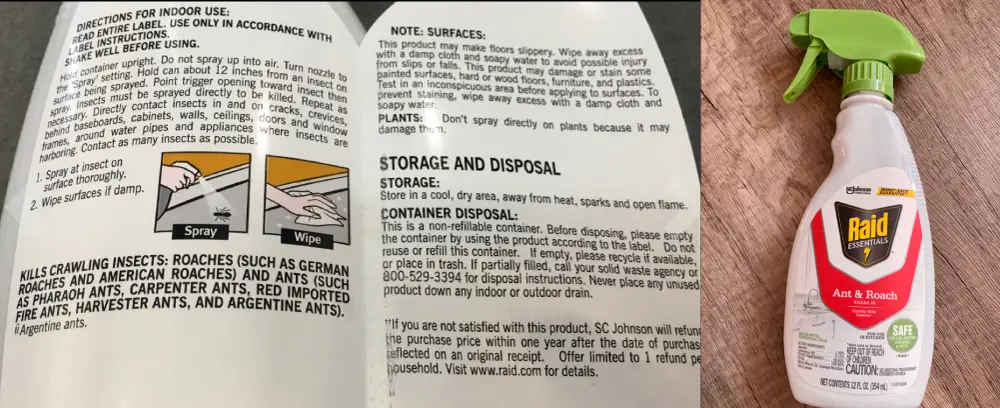 DIRECTIONS FOR INDOOR USE:
READ ENTIRE LABEL. USE ONLY IN ACCORDANCE WITH
LABEL INSTRUCTIONS.
SHAKE WELL BEFORE USING.
Hold container upright. Do not spray up into air. Turn nozzle to
the 'Spray' setting. Hold can about 12 inches from an insect on
surface being sprayed. Point trigger opening toward insect then
spray. Insects must be sprayed directly to be killed. Repeat as
necessary. Directly contact insects in and on cracks, crevices,
behind baseboards, cabinets, walls, ceilings, doors and window
frames, around water pipes and appliances where insects are
harboring. Contact as many insects as possible.
1. Spray at insect on
surface thoroughly.
2. Wipe surfaces if damp.
Spray
Wipe
KILLS CRAWLING INSECTS: ROACHES (SUCH AS GERMAN
ROACHES AND AMERICAN ROACHES) AND ANTS (SUCH
AS PHARAOH ANTS, CARPENTER ANTS, RED IMPORTED
FIRE ANTS, HARVESTER ANTS, AND ARGENTINE ANTS).
Argentine ants.
NOTE: SURFACES:
This product may make floors slippery. Wipe away excess
with a damp cloth and soapy water to avoid possible injury
from slips or falls. This product may damage or stain some
painted surfaces, hard or wood floors, furniture, and plastics.
Test in an inconspicuous area before applying to surfaces. To
prevent staining, wipe away excess with a damp cloth and
soapy water.
PLANTS: Don't spray directly on plants because it may
damage them.
STORAGE AND DISPOSAL
STORAGE:
Store in a cool, dry area, away from heat, sparks and open flame.
CONTAINER DISPOSAL:
This is a non-refillable container. Before disposing, please empty
the container by using the product according to the label. Do not
reuse or refill this container. If empty, please recycle if available,
or place in trash. If partially filled, call your solid waste agency or
800-529-3394 for disposal instructions. Never place any unused
product down any indoor or outdoor drain.
If you are not satisfied with this product, SC Johnson will refund
the purchase price within one year after the date of purchas
reflected on an original receipt. Offer limited to 1 refund pe
household. Visit www.raid.com for details.
SCJohnson
MONEY-BACK
GUARANTEE
Raid
ESSENTIALS
Ant & Roach
KILLER
FOR USE
IN KITCHEN
SAFE
KEEP OUT OF REACH
OF CHILDREN
CAUTION:
NET CONTENTS 12 FL OZ (354 mL)